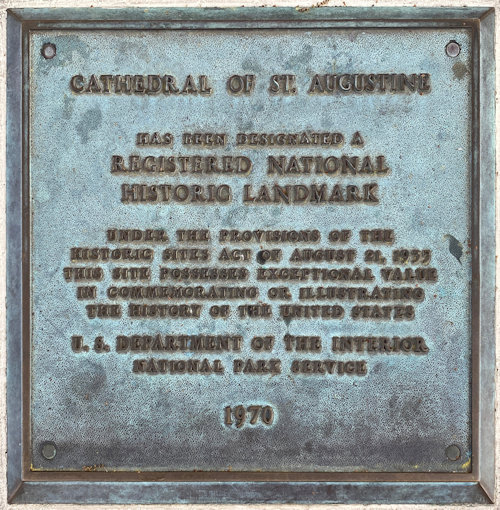 CATHEDRAL OF ST. AUGUSTINE
HAS BEEN DESIGNATED A
REGISTERED NATIONAL
HISTORIC LANDMARK
UNDER THE PROVISIONS OF THE
HISTORIC SITES ACT OF AUGUST 21, 1935
THIS SITE POSSESSES EXCEPTIONAL VALUE
IN COMMEMORATING OR ILLUSTRATING
THE HISTORY OF THE UNITED STATES
U. S. DEPARTMENT OF THE INTERIOR
NATIONAL PARK SERVICE
1970